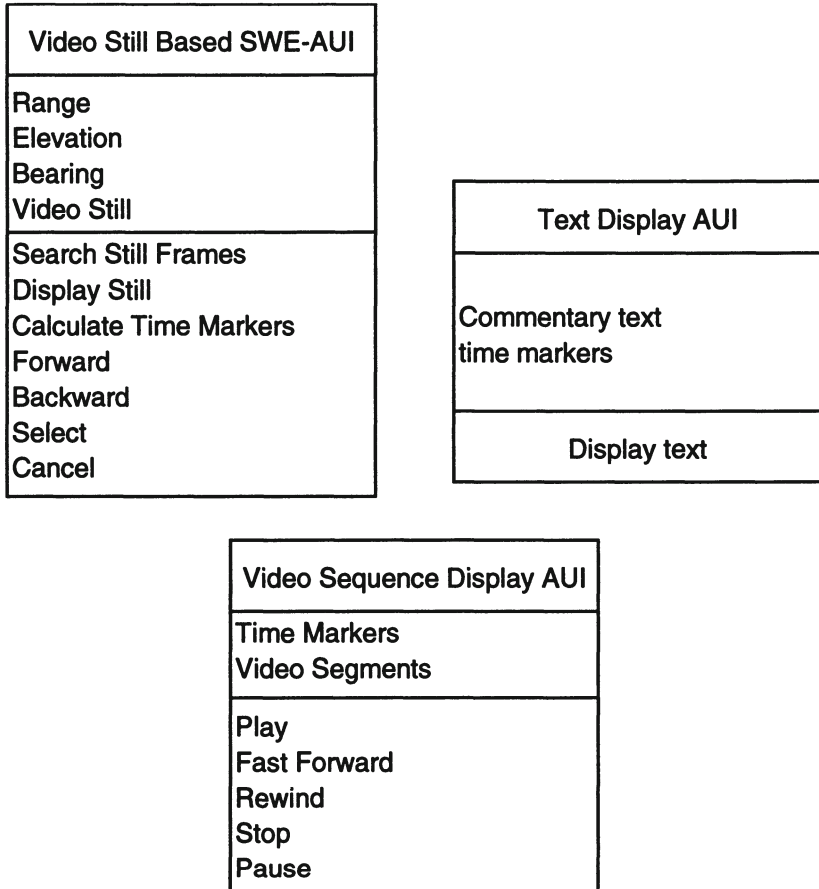 Video Still Based SWE-AUI
Range
Elevation
Bearing
Video Still
Search Still Frames
Display Still
Calculate Time Markers
Forward
Backward
Select
Cancel
Text Display AUI
Commentary text
time markers
Display text
Video Sequence Display AUI
Time Markers
Video Segments
Play
Fast Forward
Rewind
Stop
Pause